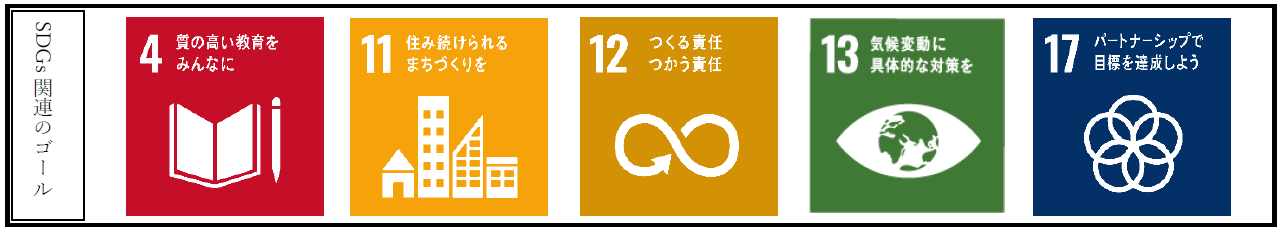 SDGs関連のゴール
4 質の高い教育を
みんなに
11 住み続けられる
まちづくりを
12 つくる責任
つかう責任
13 気候変動に
具体的な対策を
17 パートナーシップで
目標を達成しよう